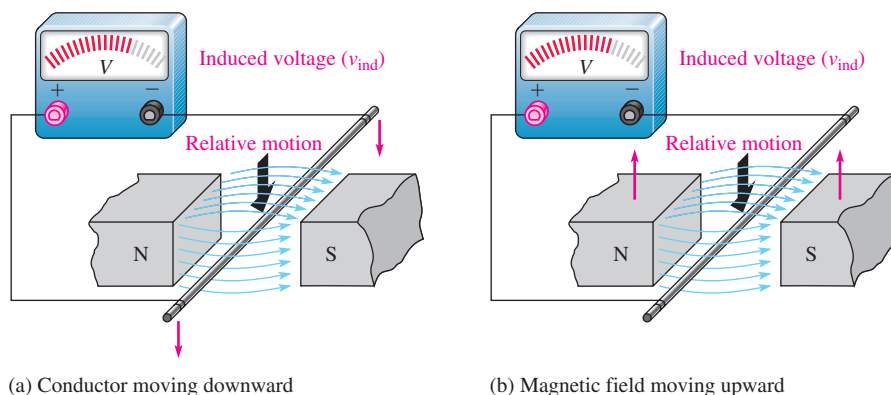 V
+ −
Induced voltage (vind)
Relative motion
N
S
(a) Conductor moving downward
V
+ −
Induced voltage (vind)
Relative motion
N
S
(b) Magnetic field moving upward